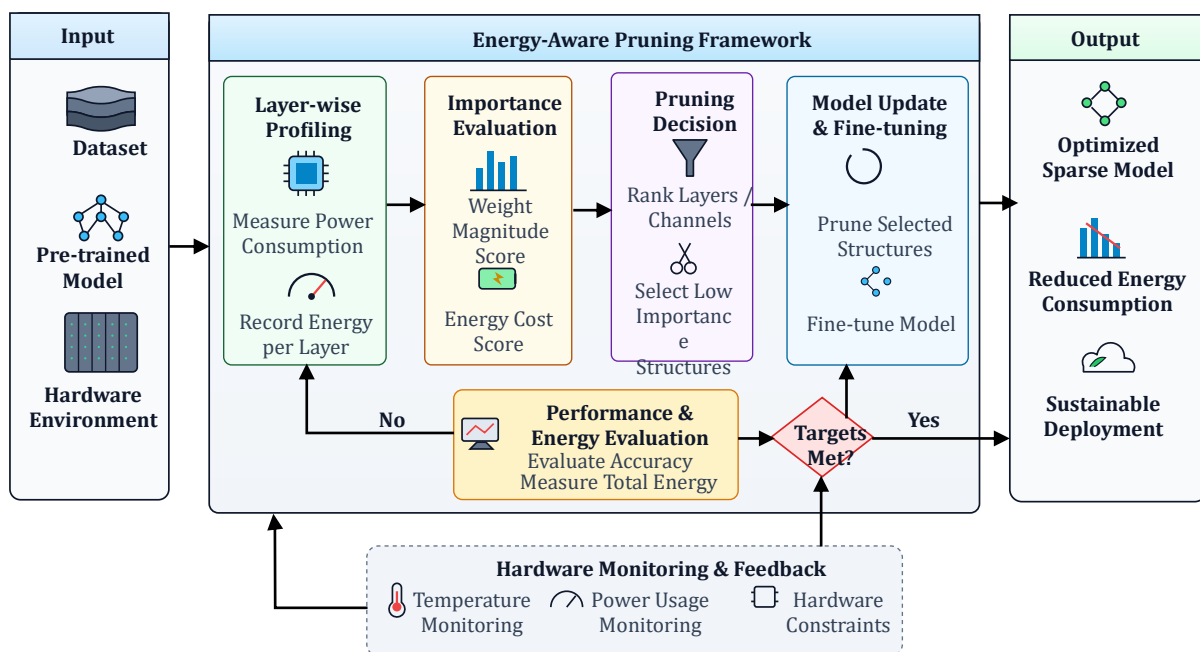 Input
Dataset
Pre-trained
Model
Hardware
Environment
Energy-Aware Pruning Framework
Layer-wise
Profiling
Measure Power
Consumption
Record Energy
per Layer
Importance
Evaluation
Weight
Magnitude
Score
Energy Cost
Score
Pruning
Decision
Rank Layers /
Channels
Select Low
Importanc
e
Structures
Model Update
& Fine-tuning
Prune Selected
Structures
Fine-tune Model
No
Performance &
Energy Evaluation
Evaluate Accuracy
Measure Total Energy
Targets
Met?
Yes
Output
Optimized
Sparse Model
Reduced Energy
Consumption
Sustainable
Deployment
Hardware Monitoring & Feedback
Temperature
Monitoring
Power Usage
Monitoring
Hardware
Constraints